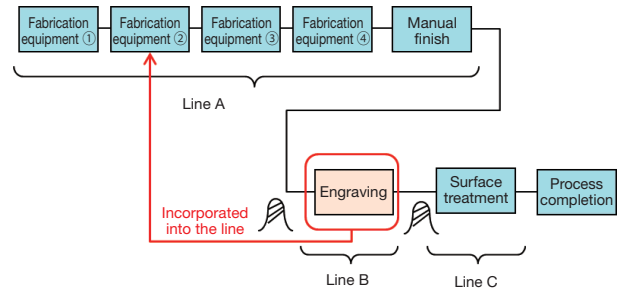 Fabrication
equipment ①
Fabrication
equipment ②
Fabrication
equipment ③
Fabrication
equipment ④
Manual
finish
Line A
Engraving
Surface
treatment
Process
completion
Incorporated
into the line
Line B
Line C